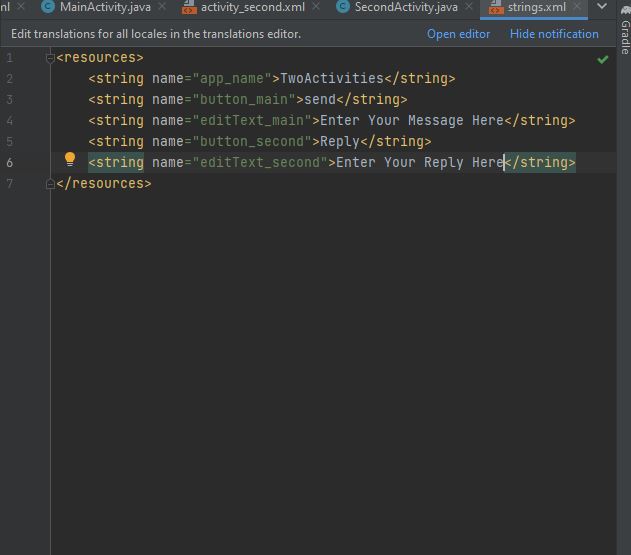 nl MainActivity.java activity_second.xml SecondActivity.java strings.xml
Edit translations for all locales in the translations editor. Open editor Hide notification
Gradle
1 <resources>
2 <string name="app_name">TwoActivities</string>
3 <string name="button_main">send</string>
4 <string name="editText_main">Enter Your Message Here</string>
5 <string name="button_second">Reply</string>
6 <string name="editText_second">Enter Your Reply Here</string>
7 </resources>